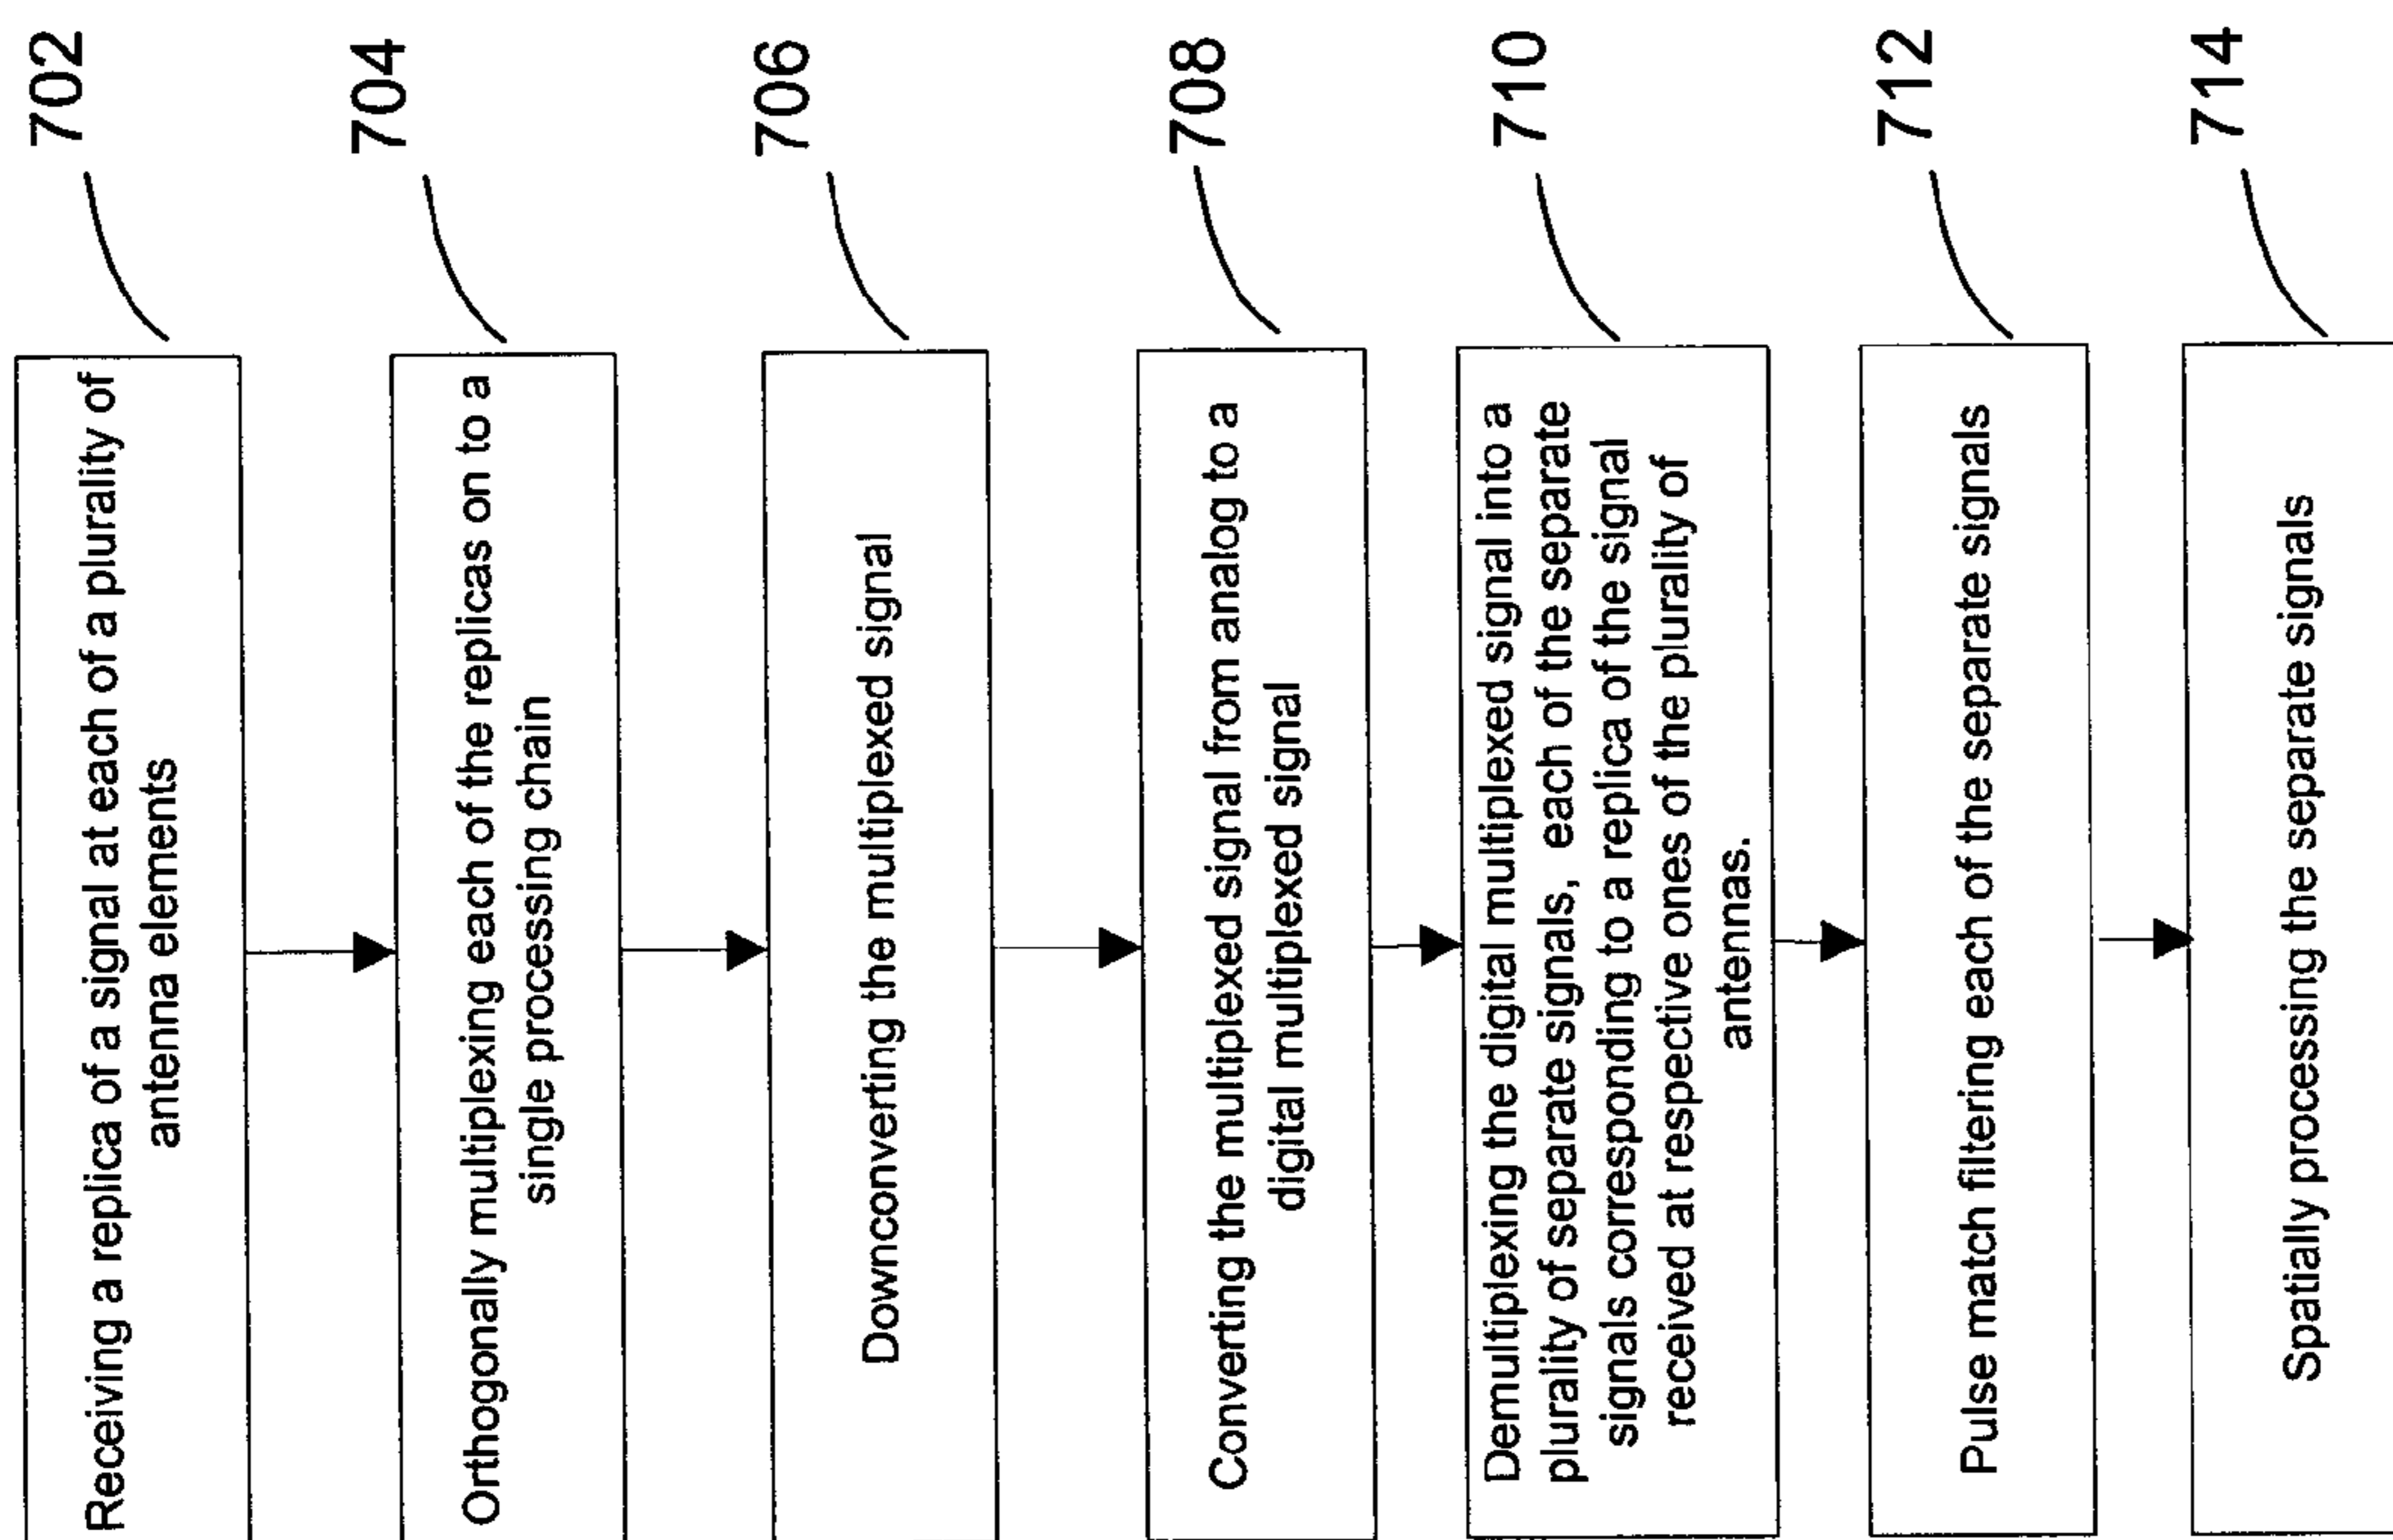 702
Receiving a replica of a signal at each of a plurality of
antenna elements
704
Orthogonally multiplexing each of the replicas on to a
single processing chain
706
Downconverting the multiplexed signal
708
Converting the multiplexed signal from analog to a
digital multiplexed signal
710
Demultiplexing the digital multiplexed signal into a
plurality of separate signals, each of the separate
signals corresponding to a replica of the signal
received at respective ones of the plurality of
antennas.
712
Pulse match filtering each of the separate signals
714
Spatially processing the separate signals